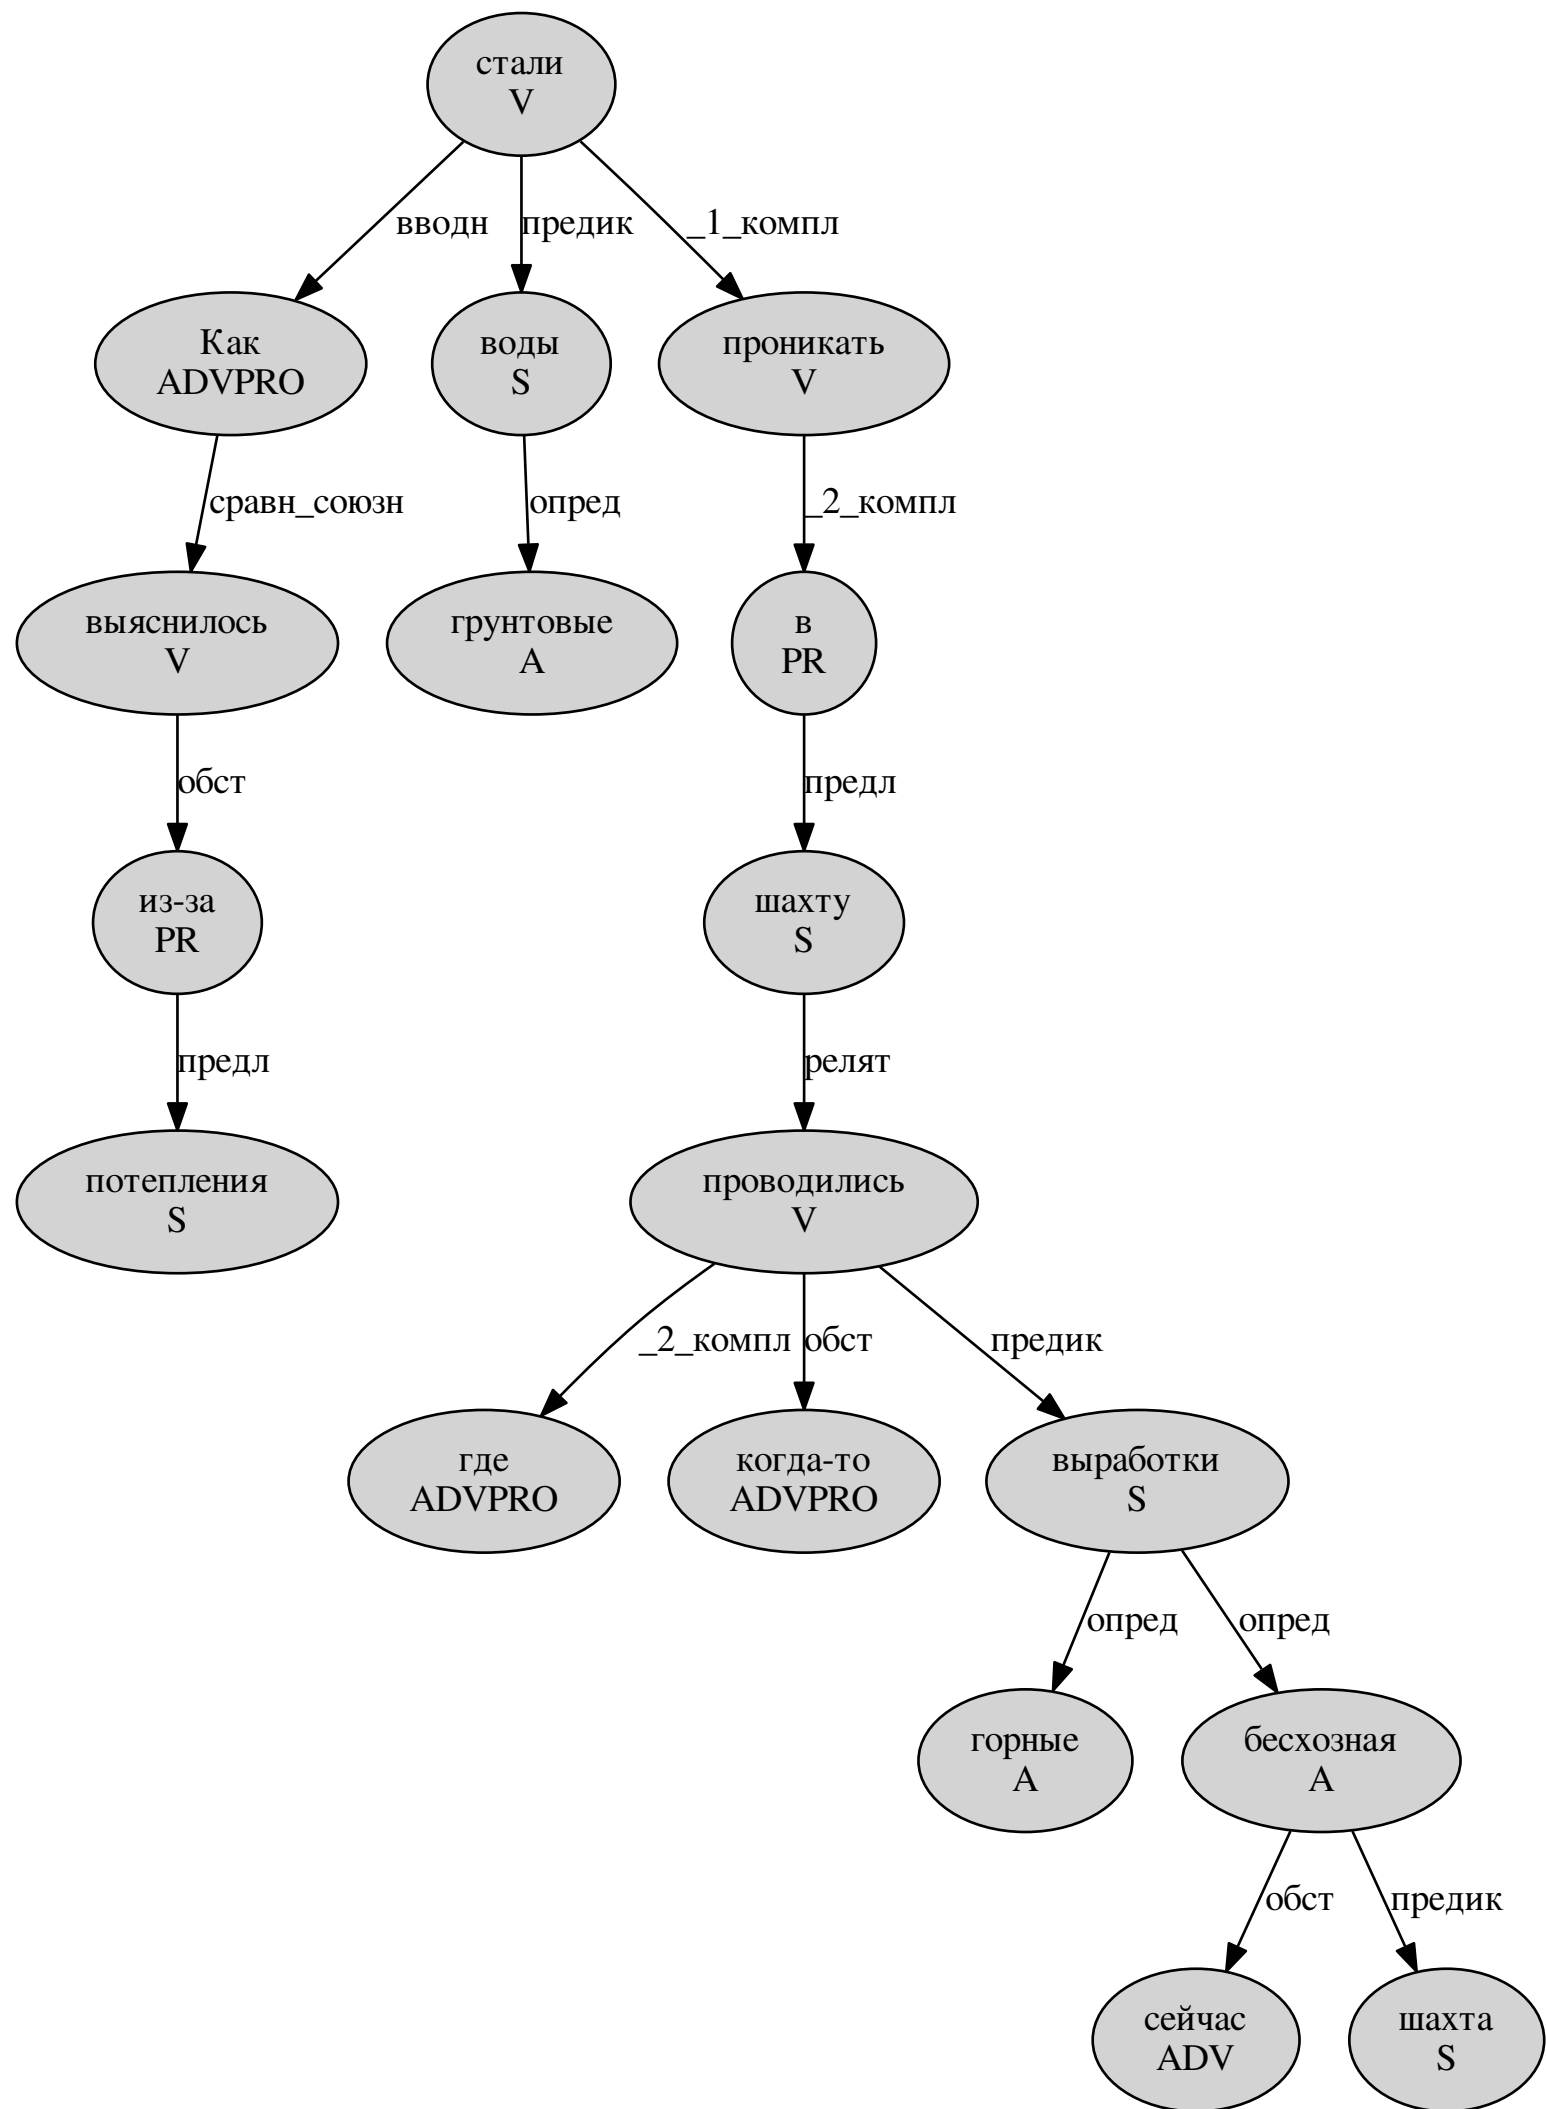 стали
V
вводн
предик
_1_компл
Как
ADVPRO
воды
S
проникать
V
сравн_союзн
опред
_2_компл
выяснилось
V
грунтовые
A
в
PR
обст
предл
из-за
PR
шахту
S
предл
релят
потепления
S
проводились
V
_2_компл
обст
предик
где
ADVPRO
когда-то
ADVPRO
выработки
S
опред
опред
горные
A
бесхозная
A
обст
предик
сейчас
ADV
шахта
S